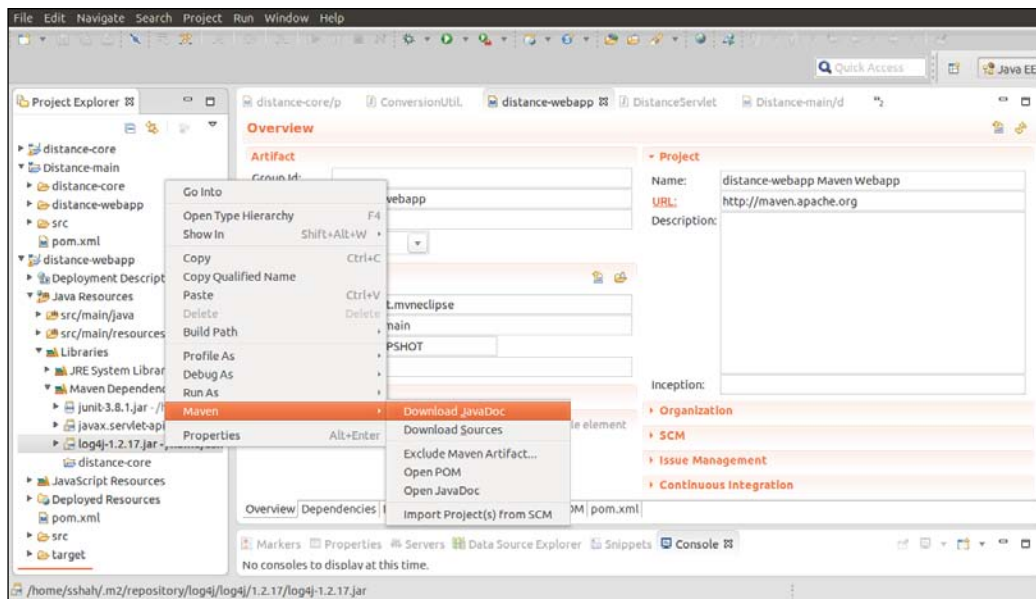 File Edit Navigate Search Project Run Window Help
Quick Access
Java EE
Project Explorer
distance-core/p
ConversionUtil.
distance-webapp
DistanceServlet
Distance-main/d
"2
Overview
distance-core
Distance-main
distance-core
distance-webapp
src
pom.xml
distance-webapp
Deployment Descript
Java Resources
src/main/java
src/main/resources
Libraries
JRE System Librar
Maven Dependenc
junit-3.8.1.jar - /h
javax.servlet-api
log4j-1.2.17.jar -
distance-core
JavaScript Resources
Deployed Resources
pom.xml
src
target
Artifact
Group Id:
webapp
t.mvneclipse
main
PSHOT
le element
Go Into
Open Type Hierarchy F4
Show In Shift+Alt+W
Copy Ctrl+C
Copy Qualified Name
Paste Ctrl+V
Delete Delete
Build Path
Profile As
Debug As
Run As
Maven
Properties Alt+Enter
Download JavaDoc
Download Sources
Exclude Maven Artifact...
Open POM
Open JavaDoc
Import Project(s) from SCM
Project
Name: distance-webapp Maven Webapp
URL: http://maven.apache.org
Description:
Inception:
Organization
SCM
Issue Management
Continuous Integration
Overview Dependencies OM pom.xml
Markers Properties Servers Data Source Explorer Snippets Console
No consoles to display at this time.
/home/sshah/.m2/repository/log4j/log4j/1.2.17/log4j-1.2.17.jar